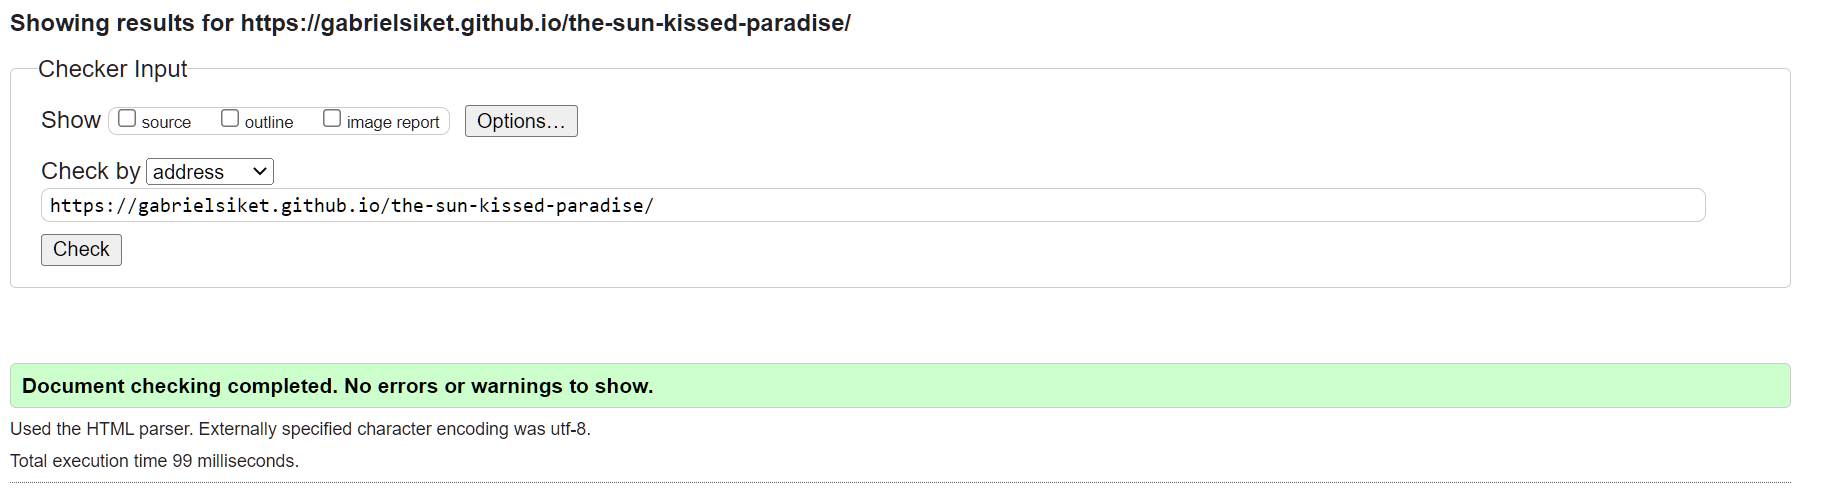 Showing results for https://gabrielsiket.github.io/the-sun-kissed-paradise/
Checker Input
Show source outline image report Options...
Check by address
https://gabrielsiket.github.io/the-sun-kissed-paradise/
Check
Document checking completed. No errors or warnings to show.
Used the HTML parser. Externally specified character encoding was utf-8.
Total execution time 99 milliseconds.